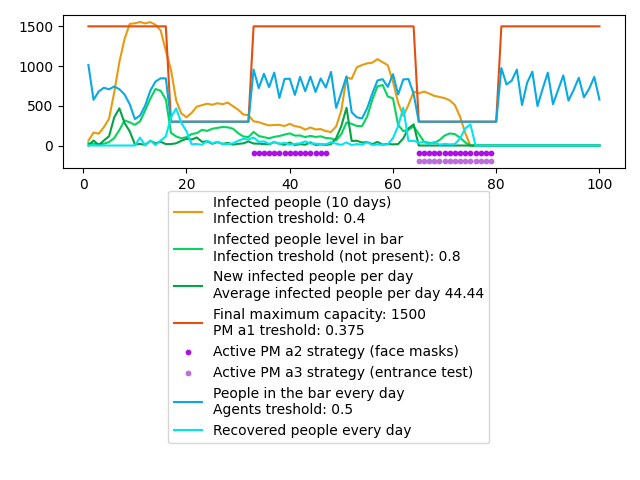 1500
1000
500
0
0
20
40
60
80
100
Infected people (10 days)
Infection treshold: 0.4
Infected people level in bar
Infection treshold (not present): 0.8
New infected people per day
Average infected people per day 44.44
Final maximum capacity: 1500
PM a1 treshold: 0.375
Active PM a2 strategy (face masks)
Active PM a3 strategy (entrance test)
People in the bar every day
Agents treshold: 0.5
Recovered people every day